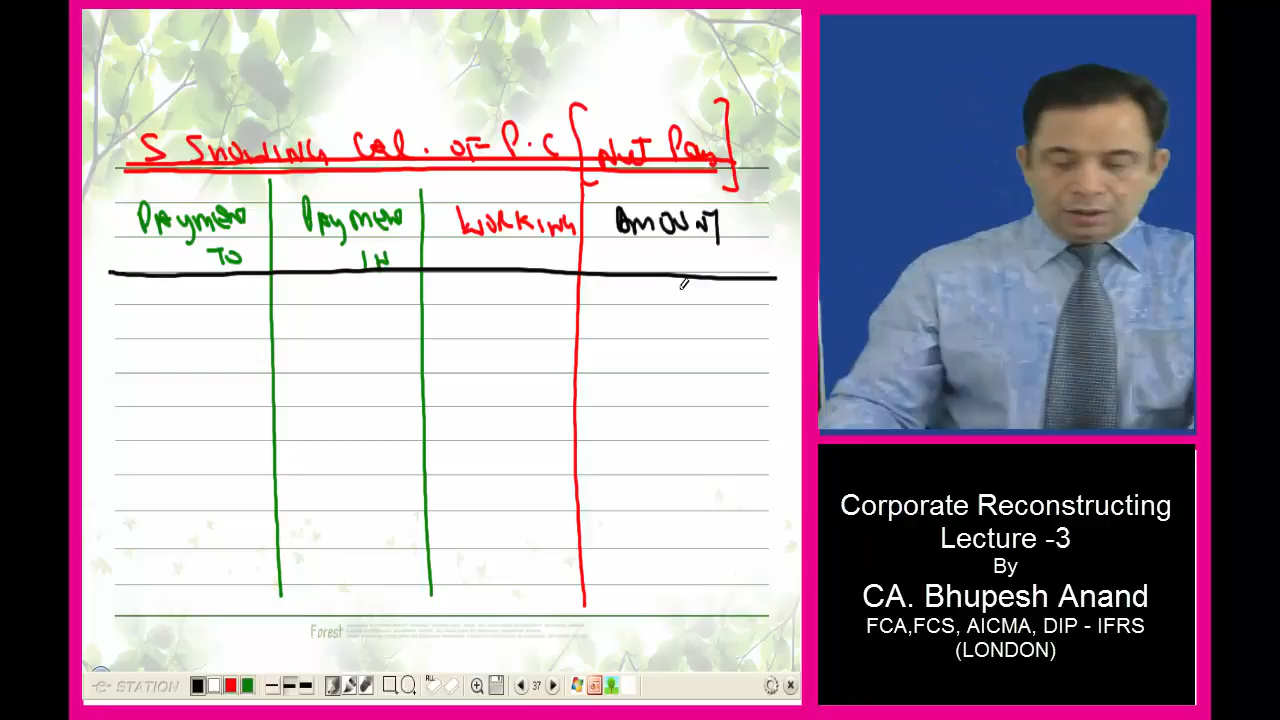 S SHOWING Cal. OF P.C [Net Pay]
PAYMENT PAYMENT WORKING AMOUNT
TO IN
Forest
e-STATION
37
Corporate Reconstructing
Lecture -3
By
CA. Bhupesh Anand
FCA,FCS, AICMA, DIP - IFRS
(LONDON)